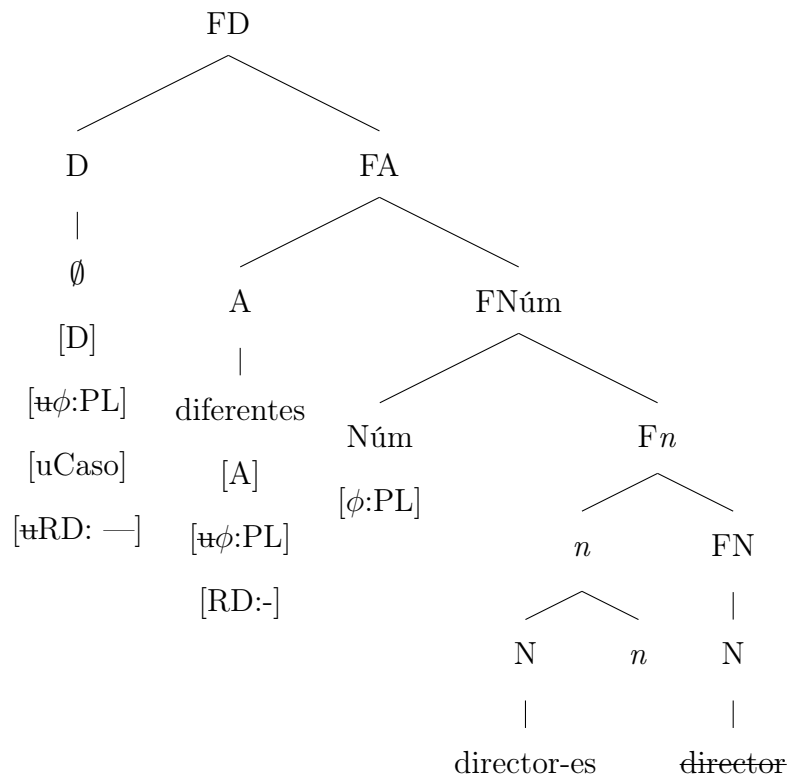 FD
D FA
∅ A FNúm
[D]
[u̶ϕ:PL] diferentes Núm Fn
[uCaso] [A] [ϕ:PL]
[u̶RD: —] [u̶ϕ:PL] n FN
[RD:-]
N n N
director-es d̶i̶r̶e̶c̶t̶o̶r̶